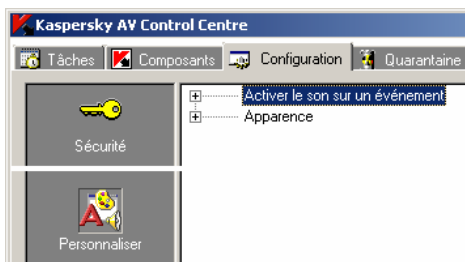 Kaspersky AV Control Centre
Tâches Composants Configuration Quarantaine
Activer le son sur un événement
Apparence
Sécurité
Personnaliser